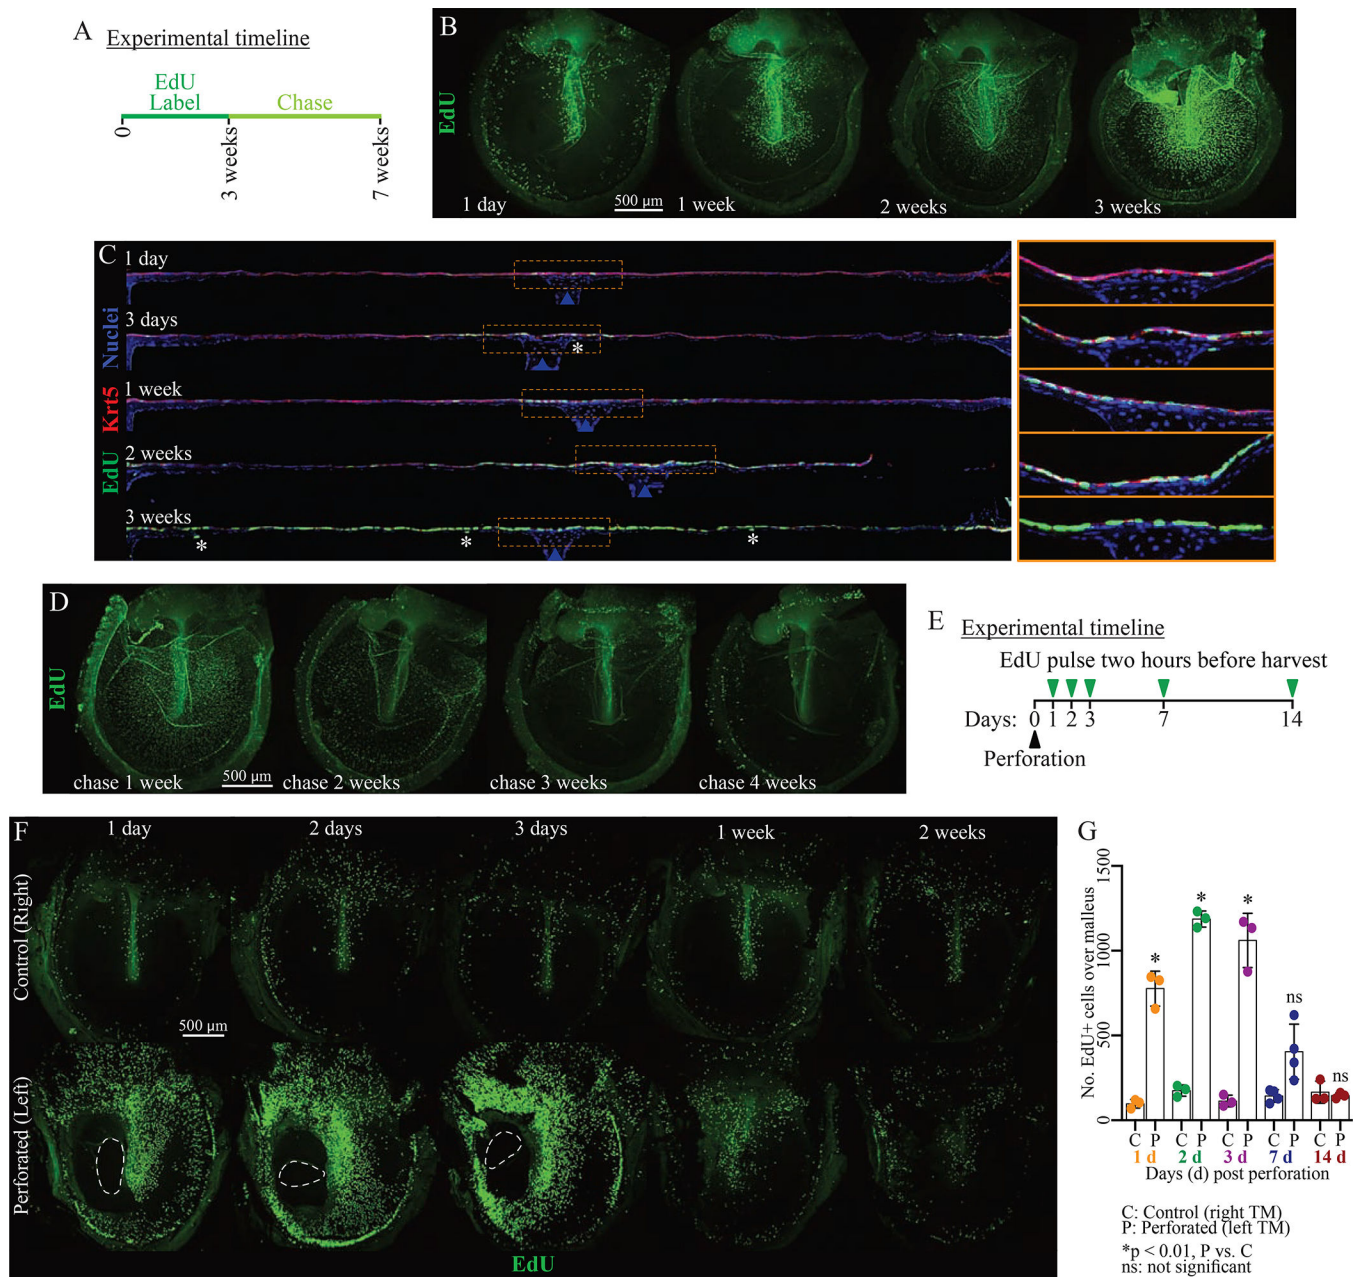 A
Experimental timeline
EdU
Label
Chase
0
3 weeks
7 weeks
B
EdU
1 day
500 µm
1 week
2 weeks
3 weeks
C
EdU Krt5 Nuclei
1 day
3 days
*
1 week
2 weeks
3 weeks
* * *
D
EdU
chase 1 week
500 µm
chase 2 weeks
chase 3 weeks
chase 4 weeks
E
Experimental timeline
EdU pulse two hours before harvest
Days: 0 1 2 3 7 14
Perforation
F
1 day 2 days 3 days 1 week 2 weeks
Control (Right)
500 µm
Perforated (Left)
EdU
G
No. EdU+ cells over malleus
1500
1000
500
0
* * * ns ns
C P C P C P C P C P
1 d 2 d 3 d 7 d 14 d
Days (d) post perforation
C: Control (right TM)
P: Perforated (left TM)
*p < 0.01, P vs. C
ns: not significant